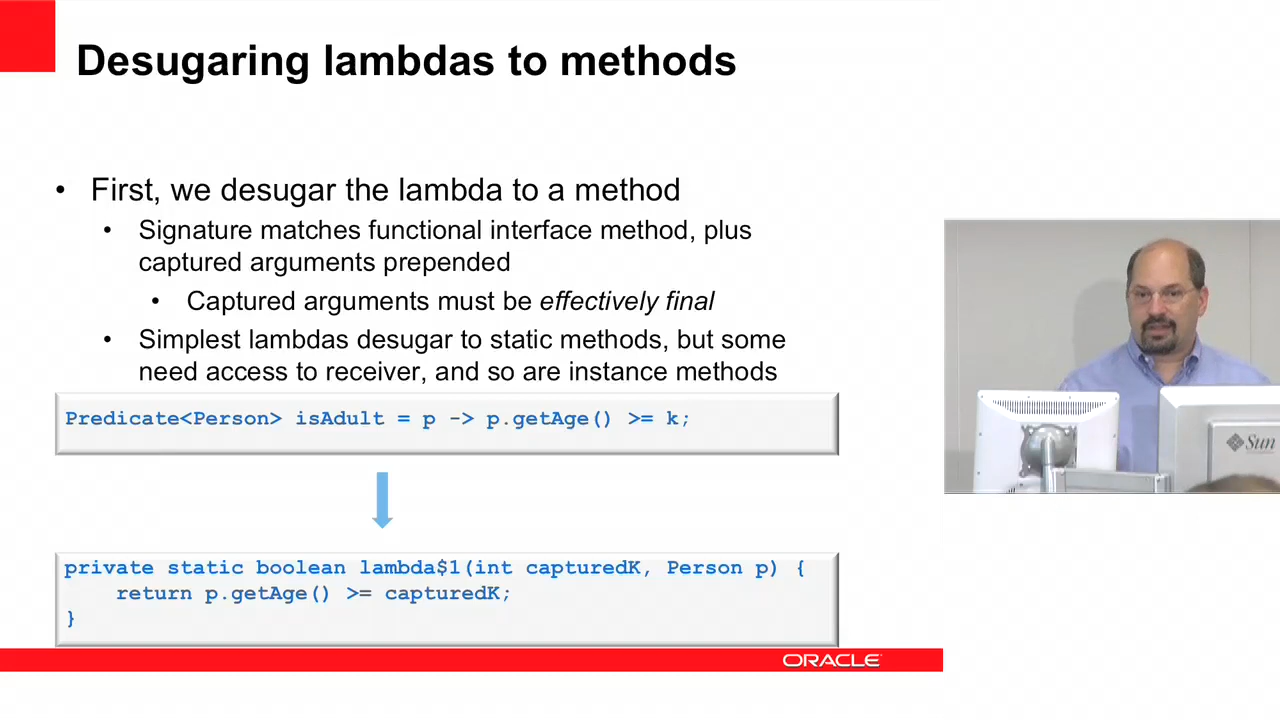 Desugaring lambdas to methods
• First, we desugar the lambda to a method
• Signature matches functional interface method, plus
captured arguments prepended
• Captured arguments must be effectively final
• Simplest lambdas desugar to static methods, but some
need access to receiver, and so are instance methods
Predicate<Person> isAdult = p -> p.getAge() >= k;
private static boolean lambda$1(int capturedK, Person p) {
return p.getAge() >= capturedK;
}
ORACLE
Sun